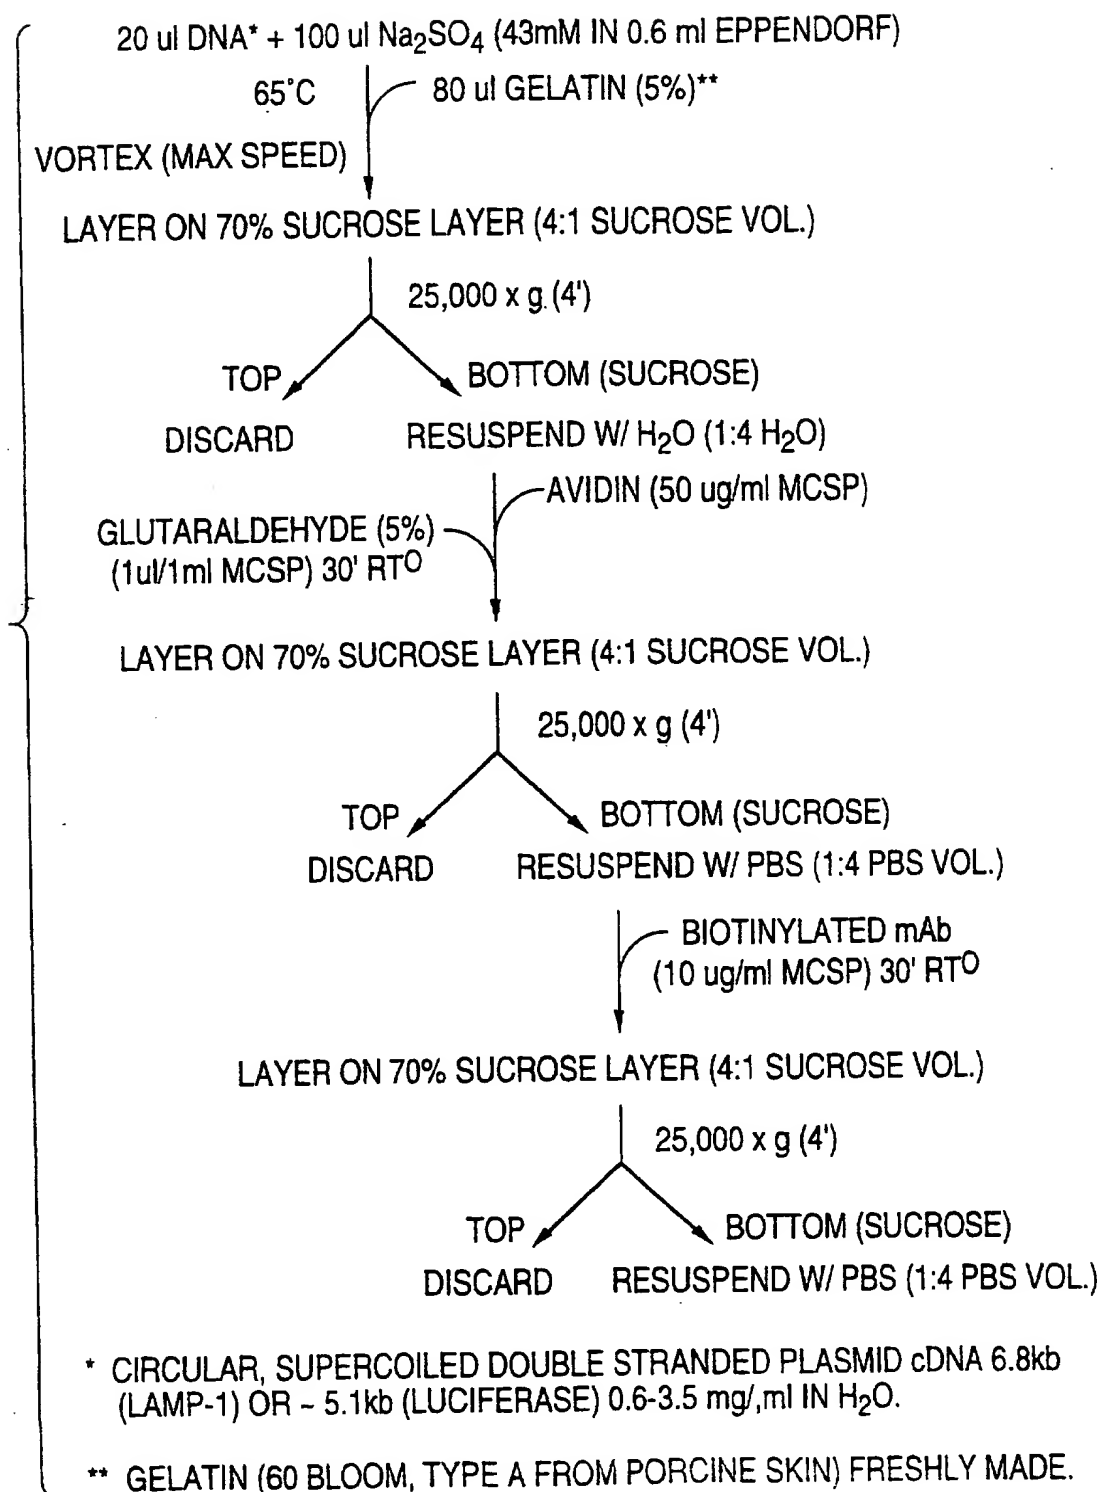 20 ul DNA* + 100 ul Na₂SO₄ (43mM IN 0.6 ml EPPENDORF)
65°C
80 ul GELATIN (5%)**
VORTEX (MAX SPEED)
LAYER ON 70% SUCROSE LAYER (4:1 SUCROSE VOL.)
25,000 x g (4')
TOP
BOTTOM (SUCROSE)
DISCARD
RESUSPEND W/ H₂O (1:4 H₂O)
AVIDIN (50 ug/ml MCSP)
GLUTARALDEHYDE (5%)
(1ul/1ml MCSP) 30' RTᴼ
LAYER ON 70% SUCROSE LAYER (4:1 SUCROSE VOL.)
25,000 x g (4')
TOP
BOTTOM (SUCROSE)
DISCARD
RESUSPEND W/ PBS (1:4 PBS VOL.)
BIOTINYLATED mAb
(10 ug/ml MCSP) 30' RTᴼ
LAYER ON 70% SUCROSE LAYER (4:1 SUCROSE VOL.)
25,000 x g (4')
TOP
BOTTOM (SUCROSE)
DISCARD
RESUSPEND W/ PBS (1:4 PBS VOL.)
* CIRCULAR, SUPERCOILED DOUBLE STRANDED PLASMID cDNA 6.8kb
(LAMP-1) OR ~ 5.1kb (LUCIFERASE) 0.6-3.5 mg/,ml IN H₂O.
** GELATIN (60 BLOOM, TYPE A FROM PORCINE SKIN) FRESHLY MADE.